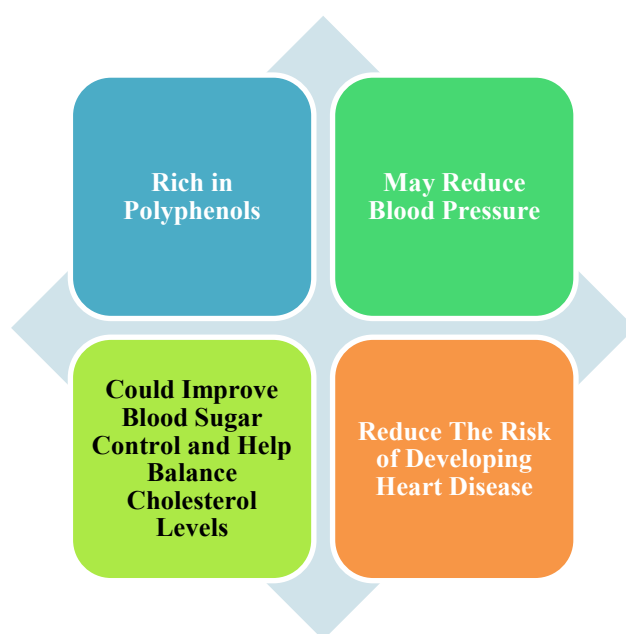 Rich in
Polyphenols
May Reduce
Blood Pressure
Could Improve
Blood Sugar
Control and Help
Balance
Cholesterol
Levels
Reduce The Risk
of Developing
Heart Disease